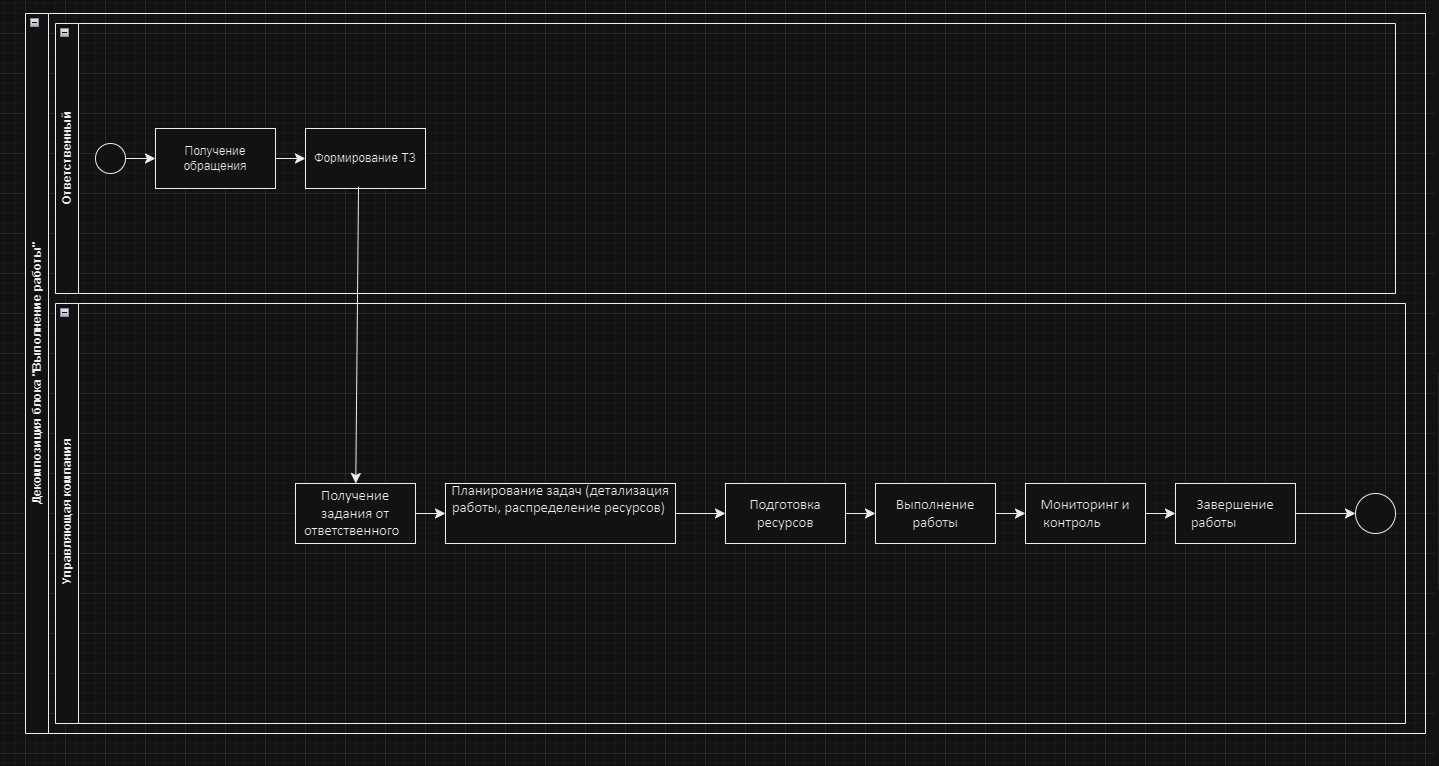 Декомпозиция блока "Выполнение работы"
Ответственный
Получение
обращения
Формирование ТЗ
Управляющая компания
Получение
задания от
ответственного
Планирование задач (детализация
работы, распределение ресурсов)
Подготовка
ресурсов
Выполнение
работы
Мониторинг и
контроль
Завершение
работы